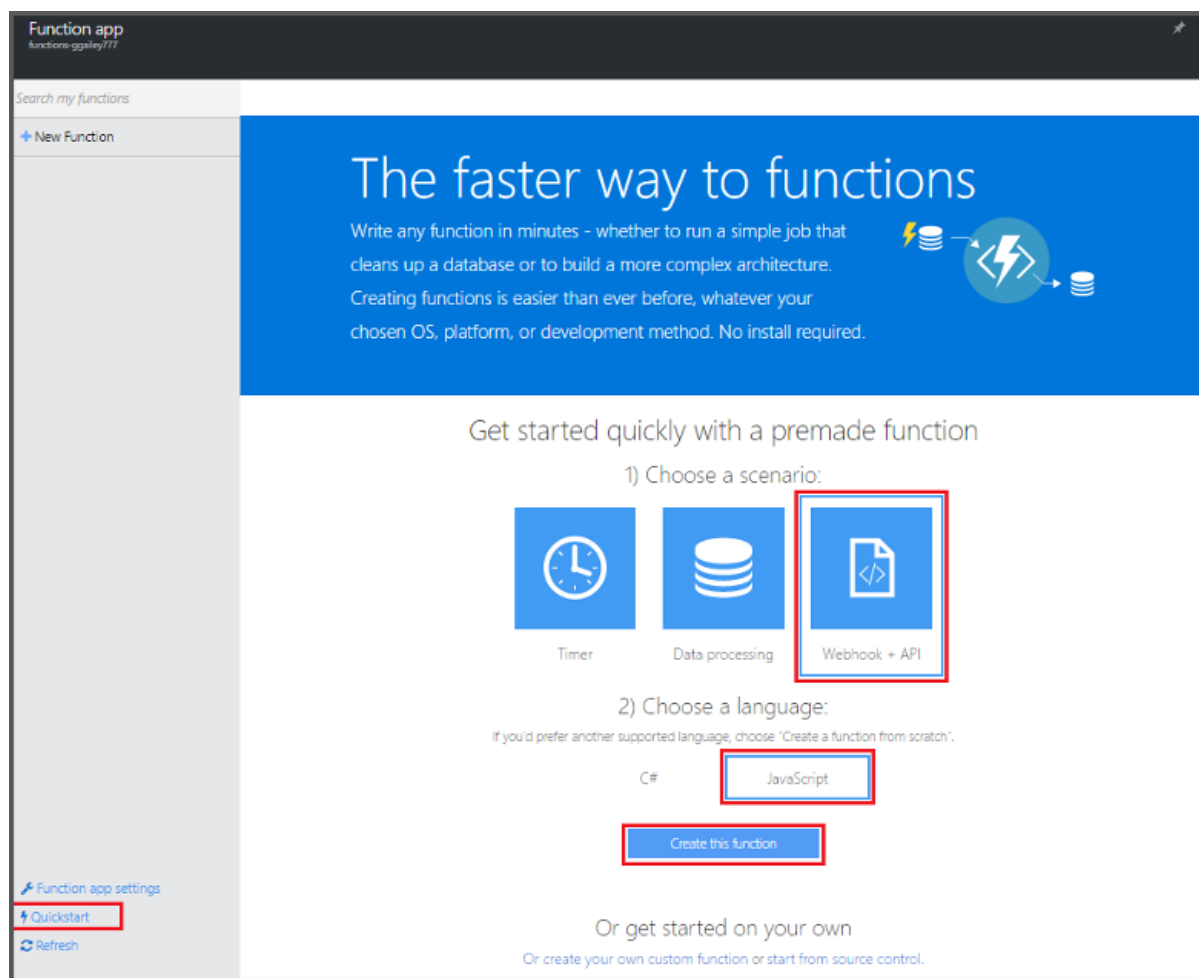 Function app
functions-ggailey777
Search my functions
+ New Function
The faster way to functions
Write any function in minutes - whether to run a simple job that
cleans up a database or to build a more complex architecture.
Creating functions is easier than ever before, whatever your
chosen OS, platform, or development method. No install required.
Get started quickly with a premade function
1) Choose a scenario:
Timer
Data processing
Webhook + API
2) Choose a language:
If you'd prefer another supported language, choose "Create a function from scratch".
C#
JavaScript
Create this function
Function app settings
Quickstart
Refresh
Or get started on your own
Or create your own custom function or start from source control.